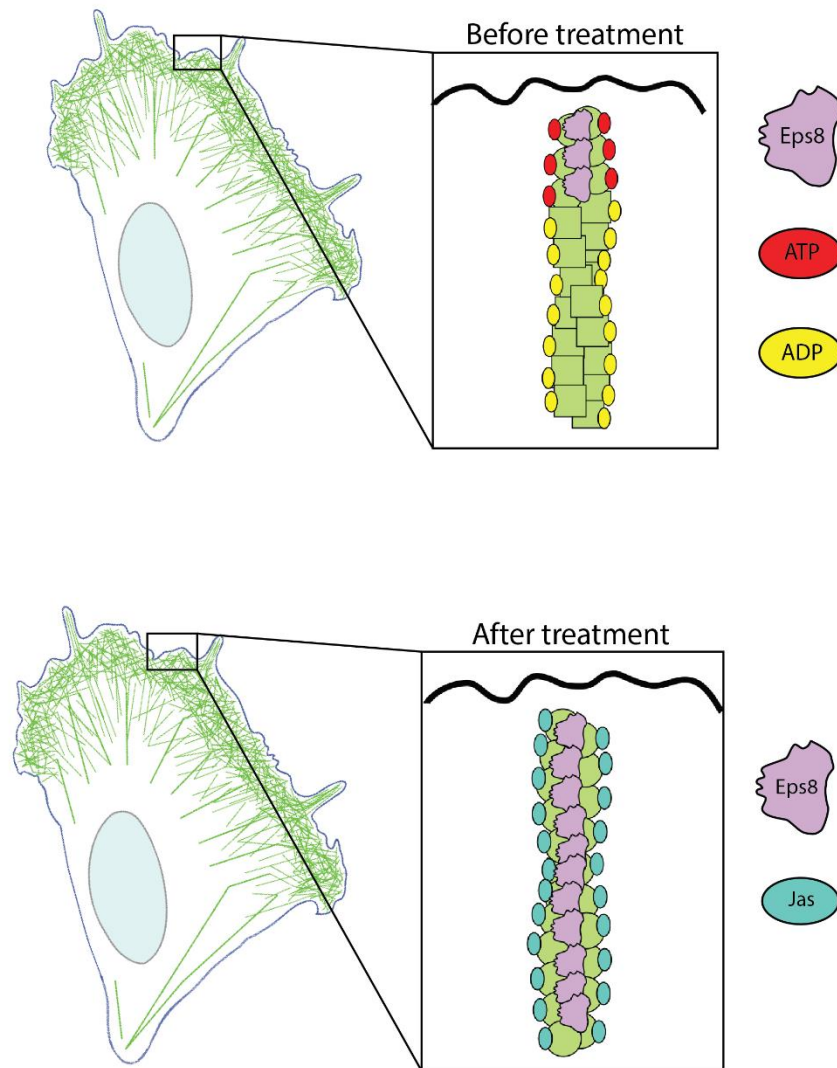 Before treatment
Eps8
ATP
ADP
After treatment
Eps8
Jas